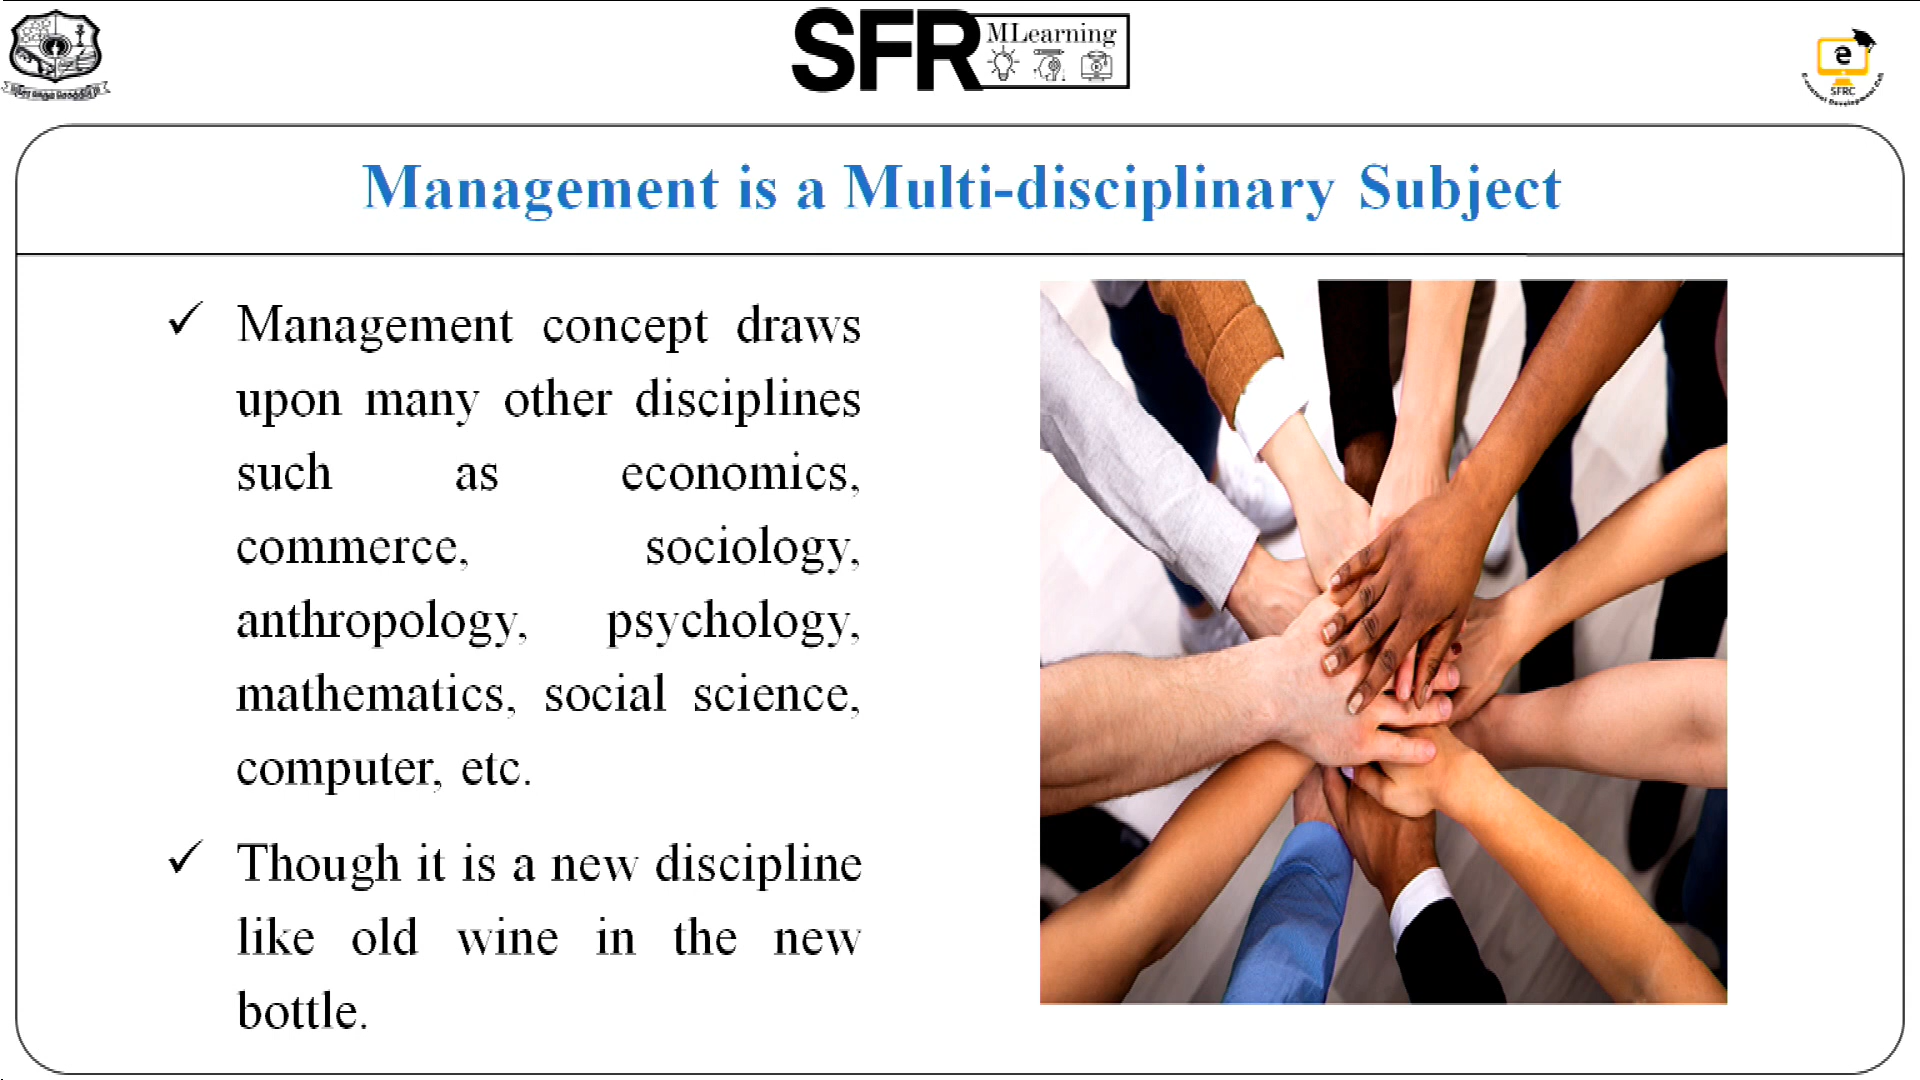 SFR MLearning
e
SFRC
Management is a Multi-disciplinary Subject
✓ Management concept draws
upon many other disciplines
such as economics,
commerce, sociology,
anthropology, psychology,
mathematics, social science,
computer, etc.
✓ Though it is a new discipline
like old wine in the new
bottle.